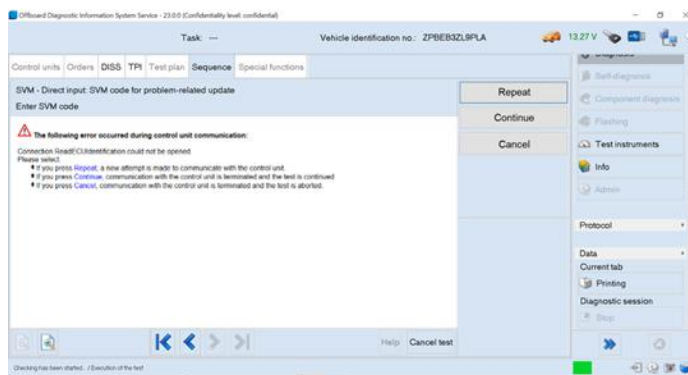 Offboard Diagnostic Information System Service - 23.0.0 (Confidentiality level: confidential)
Task: ---
Vehicle identification no.: ZPBEB3ZL9PLA
13.27 V
Control units Orders DISS TPI Test plan Sequence Special functions
SVM - Direct input: SVM code for problem-related update
Enter SVM code
The following error occurred during control unit communication:
Connection ReadECUIdentification could not be opened
Please select:
If you press Repeat, a new attempt is made to communicate with the control unit
If you press Continue, communication with the control unit is terminated and the test is continued
If you press Cancel, communication with the control unit is terminated and the test is aborted.
Repeat
Continue
Cancel
Diagnosis
Self-diagnosis
Component diagnosis
Flashing
Test instruments
Info
Admin
Protocol
Data
Current tab
Printing
Diagnostic session
Stop
Help
Cancel test
Checking has been started. / Execution of the test